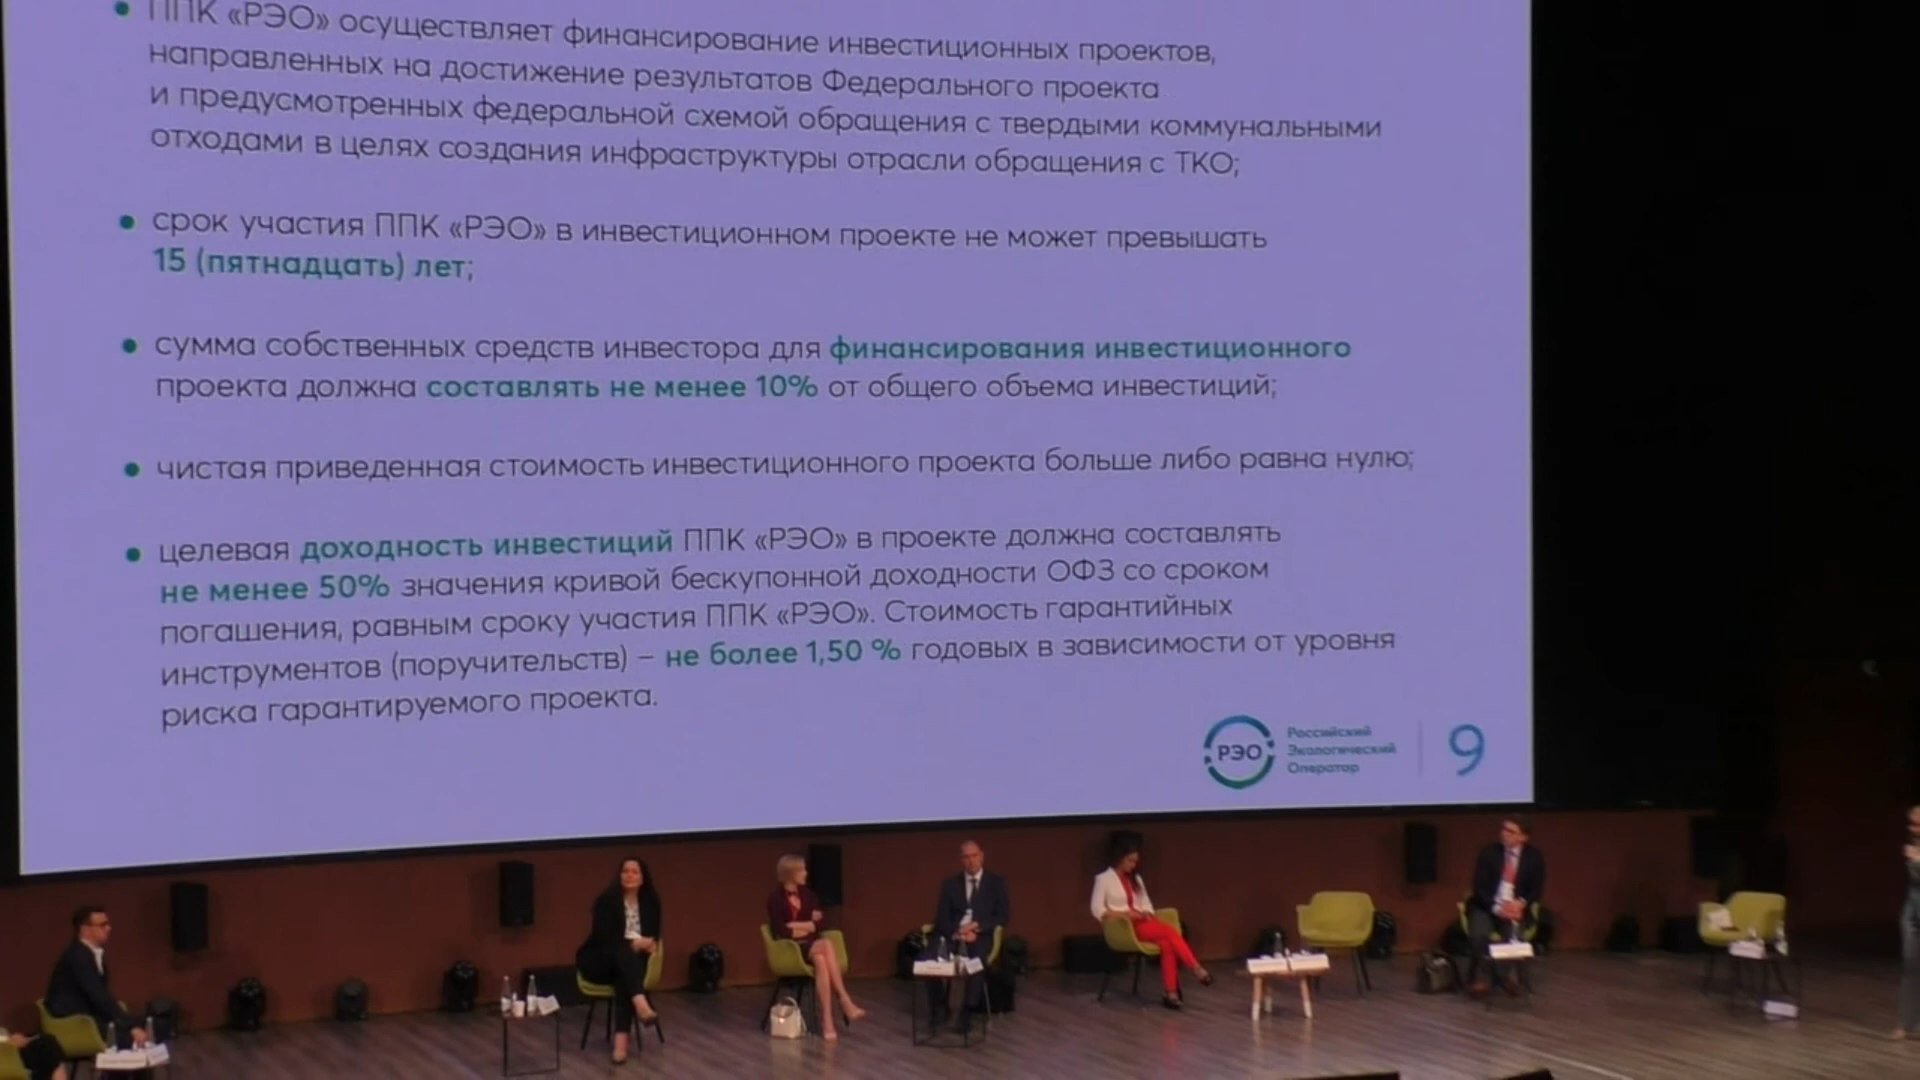 ППК «РЭО» осуществляет финансирование инвестиционных проектов,
направленных на достижение результатов Федерального проекта
и предусмотренных федеральной схемой обращения с твердыми коммунальными
отходами в целях создания инфраструктуры отрасли обращения с ТКО;
срок участия ППК «РЭО» в инвестиционном проекте не может превышать
15 (пятнадцать) лет;
сумма собственных средств инвестора для финансирования инвестиционного
проекта должна составлять не менее 10% от общего объема инвестиций;
чистая приведенная стоимость инвестиционного проекта больше либо равна нулю;
целевая доходность инвестиций ППК «РЭО» в проекте должна составлять
не менее 50% значения кривой бескупонной доходности ОФЗ со сроком
погашения, равным сроку участия ППК «РЭО». Стоимость гарантийных
инструментов (поручительств) – не более 1,50 % годовых в зависимости от уровня
риска гарантируемого проекта.
РЭО
Российский
Экологический
Оператор
9